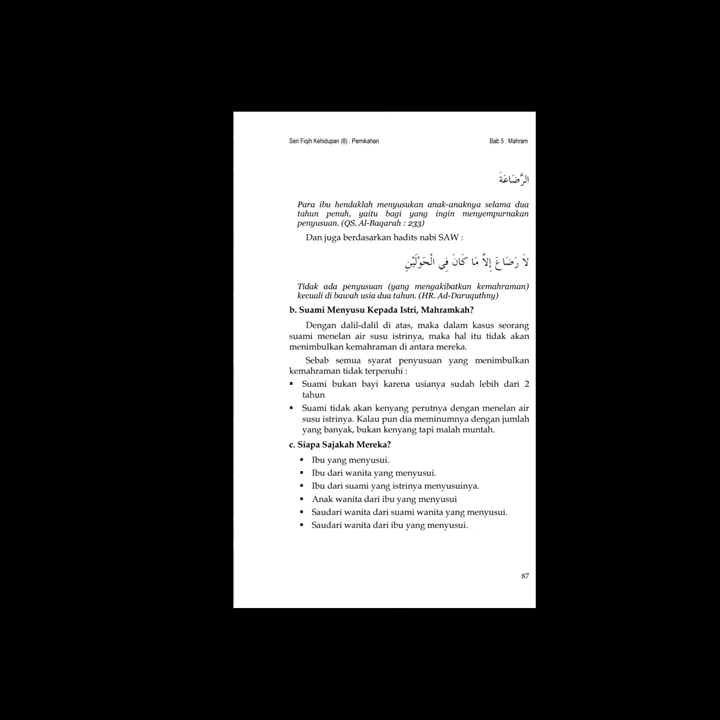 Seri Fiqih Kehidupan (8) : Pernikahan Bab 5 : Mahram
الرَّضَاعَةَ
Para ibu hendaklah menyusukan anak-anaknya selama dua
tahun penuh, yaitu bagi yang ingin menyempurnakan
penyusuan. (QS. Al-Baqarah : 233)
Dan juga berdasarkan hadits nabi SAW :
لاَ رَضَاعَ إِلاَّ مَا كَانَ فِي الْحَوْلَيْنِ
Tidak ada penyusuan (yang mengakibatkan kemahraman)
kecuali di bawah usia dua tahun. (HR. Ad-Daruquthny)
b. Suami Menyusu Kepada Istri, Mahramkah?
Dengan dalil-dalil di atas, maka dalam kasus seorang
suami menelan air susu istrinya, maka hal itu tidak akan
menimbulkan kemahraman di antara mereka.
Sebab semua syarat penyusuan yang menimbulkan
kemahraman tidak terpenuhi :
▪ Suami bukan bayi karena usianya sudah lebih dari 2
tahun
▪ Suami tidak akan kenyang perutnya dengan menelan air
susu istrinya. Kalau pun dia meminumnya dengan jumlah
yang banyak, bukan kenyang tapi malah muntah.
c. Siapa Sajakah Mereka?
▪ Ibu yang menyusui.
▪ Ibu dari wanita yang menyusui.
▪ Ibu dari suami yang istrinya menyusuinya.
▪ Anak wanita dari ibu yang menyusui
▪ Saudari wanita dari suami wanita yang menyusui.
▪ Saudari wanita dari ibu yang menyusui.
87